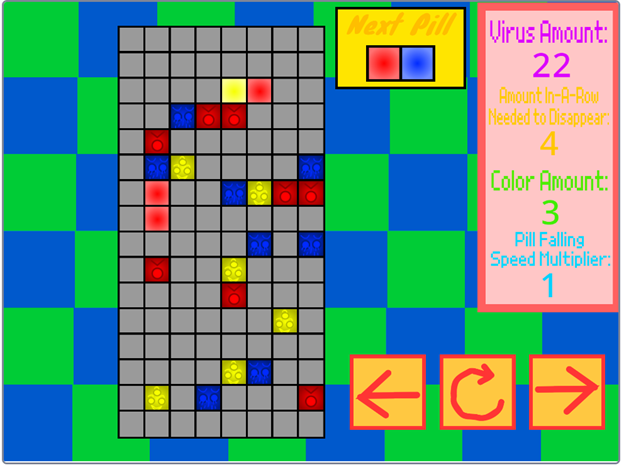 Next Pill
Virus Amount:
22
Amount In-A-Row
Needed to Disappear:
4
Color Amount:
3
Pill Falling
Speed Multiplier:
1